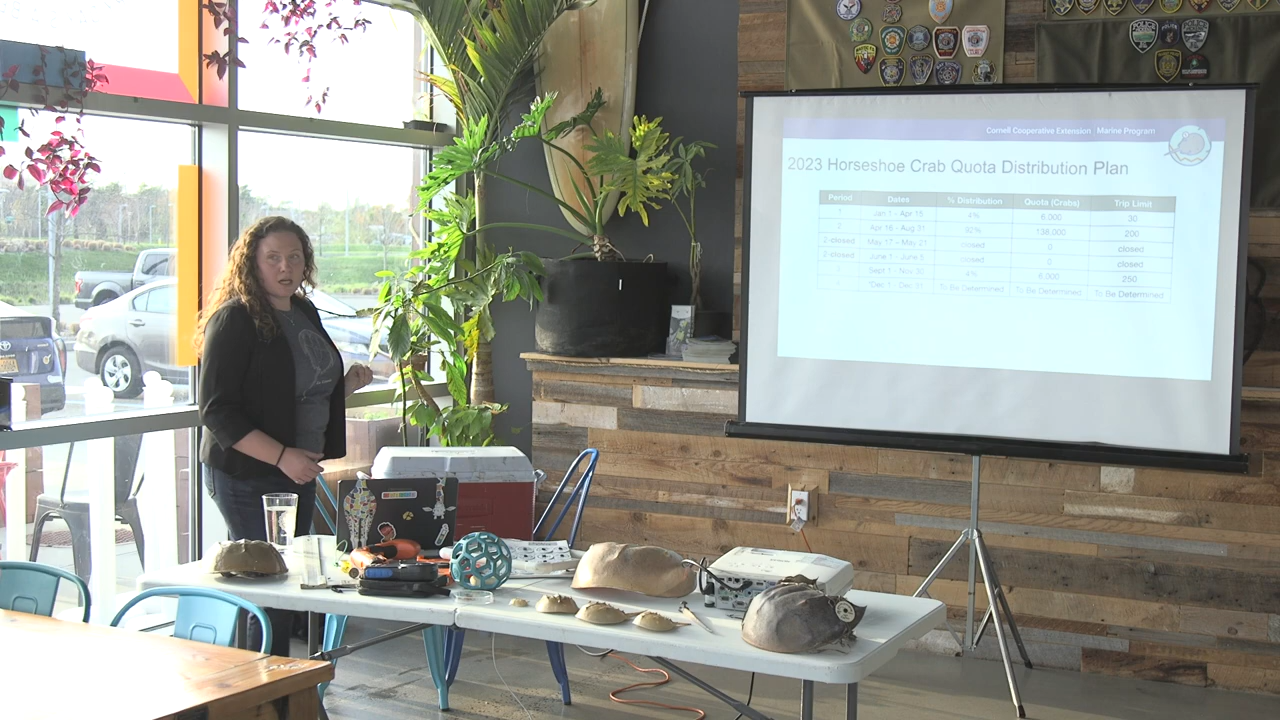 Cornell Cooperative Extension | Marine Program
2023 Horseshoe Crab Quota Distribution Plan
Period Dates % Distribution Quota (Crabs) Trip Limit
1 Jan 1 - Apr 15 4% 6,000 30
2 Apr 16 - Aug 31 92% 138,000 200
2-closed May 17 – May 21 closed 0 closed
2-closed June 1 - June 5 closed 0 closed
Sept 1 - Nov 30 4% 6,000 250
*Dec 1 - Dec 31 To Be Determined To Be Determined To Be Determined
POLICE